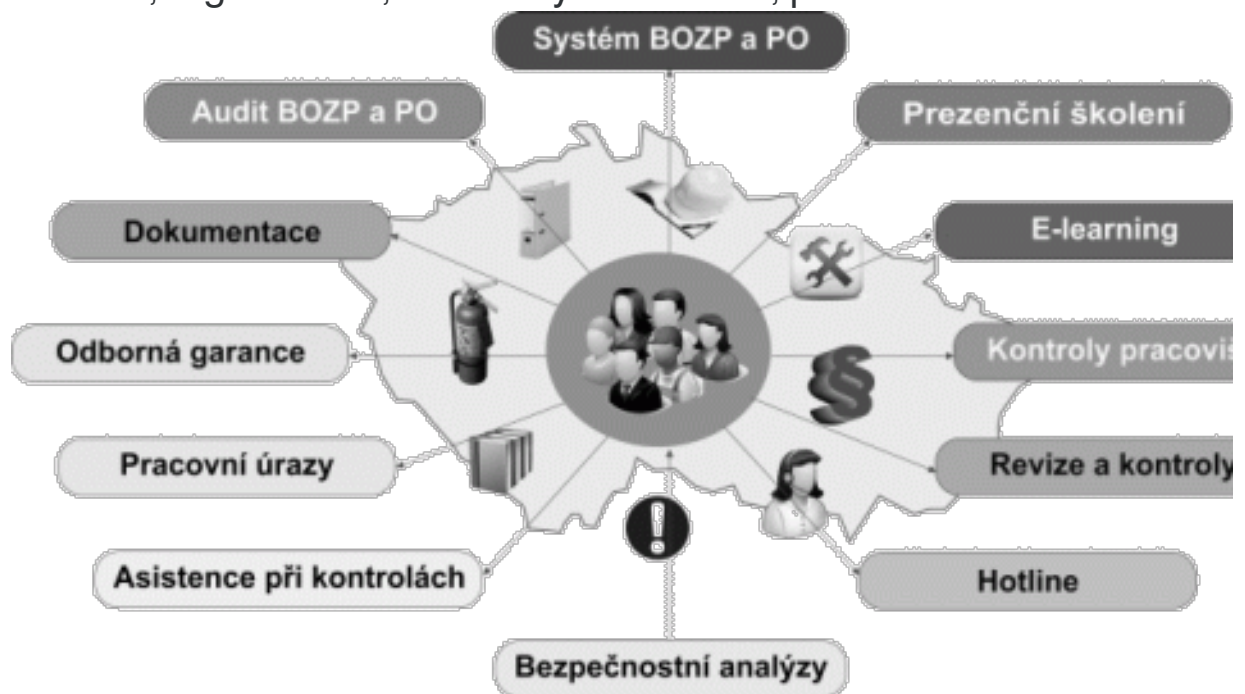 Systém BOZP a PO
Audit BOZP a PO
Prezenční školení
Dokumentace
E-learning
Odborná garance
Kontroly
Pracovní úrazy
Revize a kontroly
Asistence při kontrolách
Hotline
Bezpečnostní analýzy